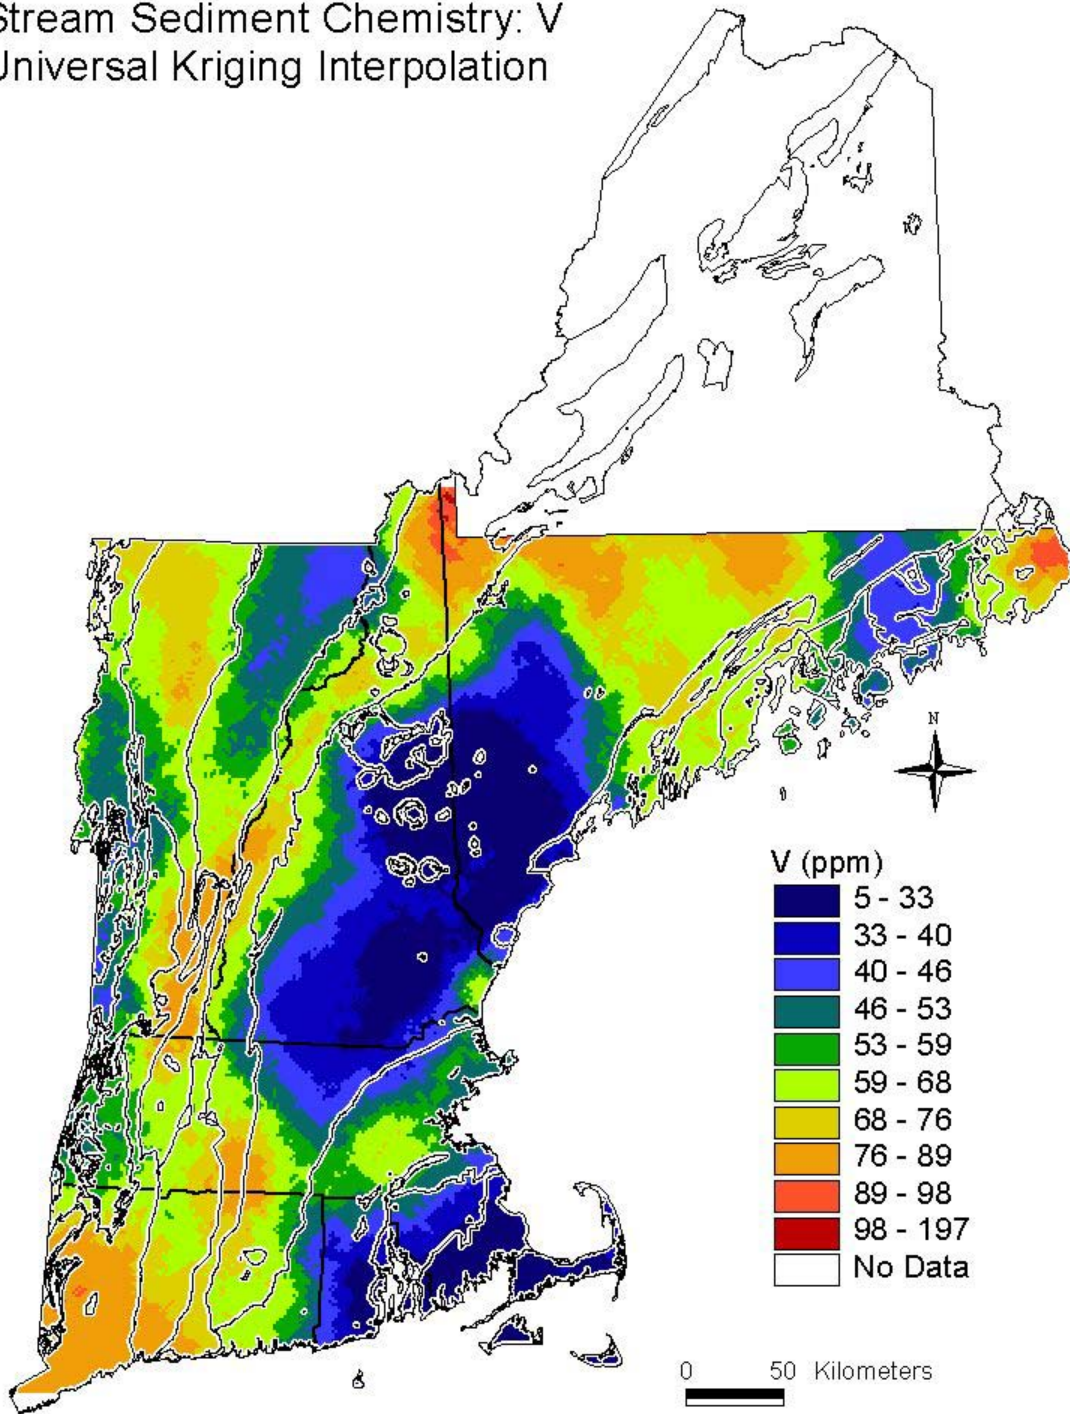 Stream Sediment Chemistry: V
Universal Kriging Interpolation
N
V (ppm)
5 - 33
33 - 40
40 - 46
46 - 53
53 - 59
59 - 68
68 - 76
76 - 89
89 - 98
98 - 197
No Data
0 50 Kilometers